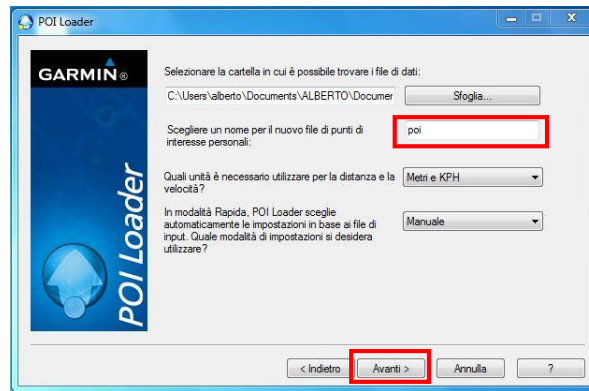 POI Loader
GARMIN®
POI Loader
Selezionare la cartella in cui è possibile trovare i file di dati:
C:\Users\alberto\Documents\ALBERTO\Documer
Sfoglia...
Scegliere un nome per il nuovo file di punti di
interesse personali:
poi
Quali unità è necessario utilizzare per la distanza e la
velocità?
Metri e KPH
In modalità Rapida, POI Loader sceglie
automaticamente le impostazioni in base ai file di
input. Quale modalità di impostazioni si desidera
utilizzare?
Manuale
< Indietro
Avanti >
Annulla
?